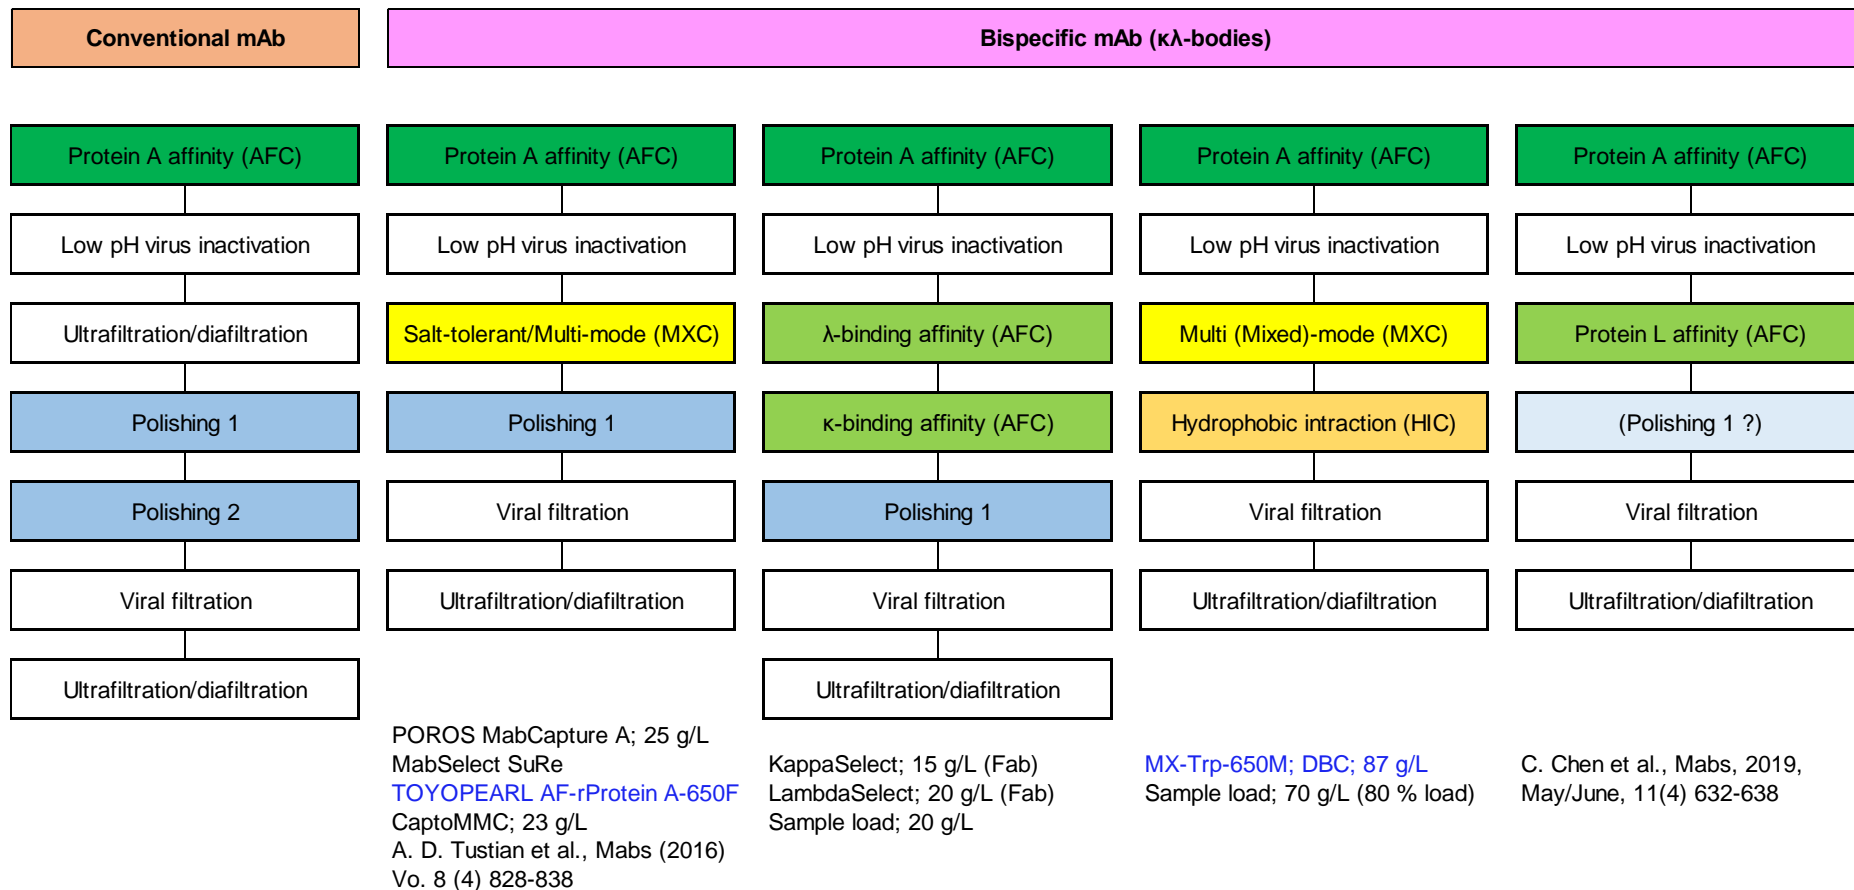 Conventional mAb
Bispecific mAb (κλ-bodies)
Protein A affinity (AFC)
Low pH virus inactivation
Ultrafiltration/diafiltration
Polishing 1
Polishing 2
Viral filtration
Ultrafiltration/diafiltration
Protein A affinity (AFC)
Low pH virus inactivation
Salt-tolerant/Multi-mode (MXC)
Polishing 1
Viral filtration
Ultrafiltration/diafiltration
POROS MabCapture A; 25 g/L
MabSelect SuRe
TOYOPEARL AF-rProtein A-650F
CaptoMMC; 23 g/L
A. D. Tustian et al., Mabs (2016)
Vo. 8 (4) 828-838
Protein A affinity (AFC)
Low pH virus inactivation
λ-binding affinity (AFC)
κ-binding affinity (AFC)
Polishing 1
Viral filtration
Ultrafiltration/diafiltration
KappaSelect; 15 g/L (Fab)
LambdaSelect; 20 g/L (Fab)
Sample load; 20 g/L
Protein A affinity (AFC)
Low pH virus inactivation
Multi (Mixed)-mode (MXC)
Hydrophobic intraction (HIC)
Viral filtration
Ultrafiltration/diafiltration
MX-Trp-650M; DBC; 87 g/L
Sample load; 70 g/L (80 % load)
Protein A affinity (AFC)
Low pH virus inactivation
Protein L affinity (AFC)
(Polishing 1 ?)
Viral filtration
Ultrafiltration/diafiltration
C. Chen et al., Mabs, 2019,
May/June, 11(4) 632-638